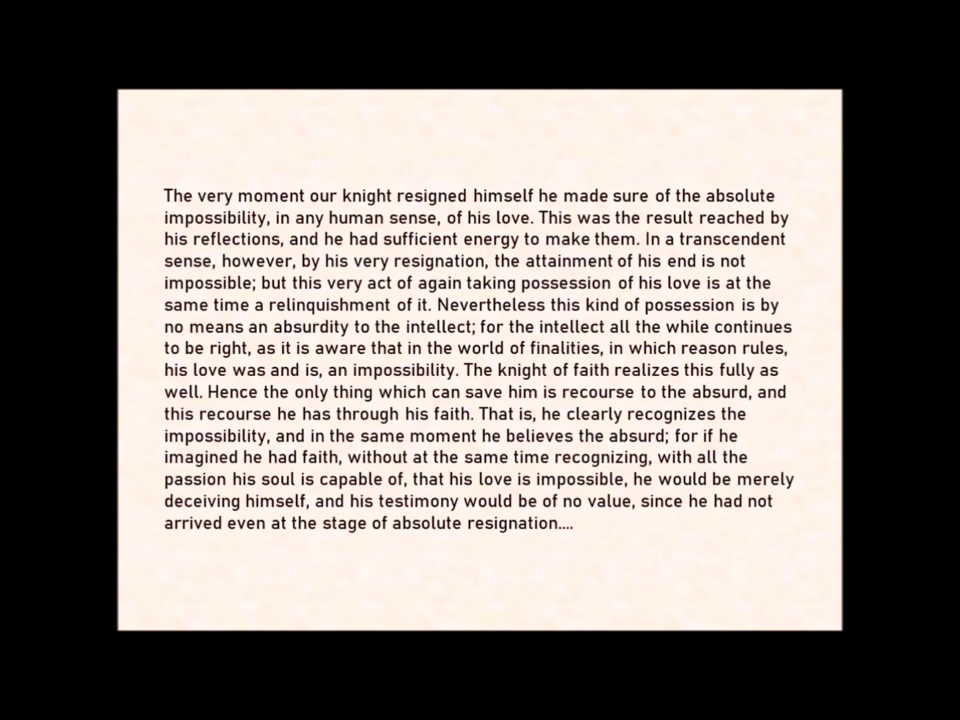 The very moment our knight resigned himself he made sure of the absolute
impossibility, in any human sense, of his love. This was the result reached by
his reflections, and he had sufficient energy to make them. In a transcendent
sense, however, by his very resignation, the attainment of his end is not
impossible; but this very act of again taking possession of his love is at the
same time a relinquishment of it. Nevertheless this kind of possession is by
no means an absurdity to the intellect; for the intellect all the while continues
to be right, as it is aware that in the world of finalities, in which reason rules,
his love was and is, an impossibility. The knight of faith realizes this fully as
well. Hence the only thing which can save him is recourse to the absurd, and
this recourse he has through his faith. That is, he clearly recognizes the
impossibility, and in the same moment he believes the absurd; for if he
imagined he had faith, without at the same time recognizing, with all the
passion his soul is capable of, that his love is impossible, he would be merely
deceiving himself, and his testimony would be of no value, since he had not
arrived even at the stage of absolute resignation....